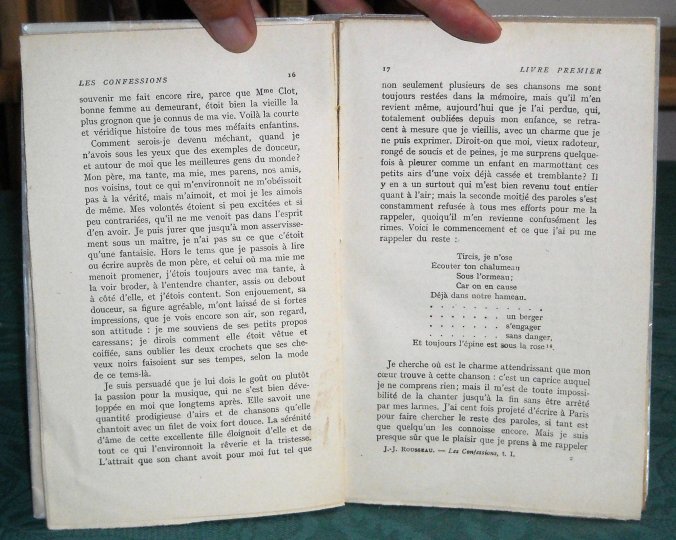 LES CONFESSIONS 16
souvenir me fait encore rire, parce que Mme Clot,
bonne femme au demeurant, étoit bien la vieille la
plus grognon que je connus de ma vie. Voilà la courte
et véridique histoire de tous mes méfaits enfantins.
Comment serois-je devenu méchant, quand je
n'avois sous les yeux que des exemples de douceur,
et autour de moi que les meilleures gens du monde?
Mon père, ma tante, ma mie, mes parens, nos amis,
nos voisins, tout ce qui m'environnoit ne m'obéissoit
pas à la vérité, mais m'aimoit, et moi je les aimois
de même. Mes volontés étoient si peu excitées et si
peu contrariées, qu'il ne me venoit pas dans l'esprit
d'en avoir. Je puis jurer que jusqu'à mon asservisse-
ment sous un maître, je n'ai pas su ce que c'étoit
qu'une fantaisie. Hors le tems que je passois à lire
ou écrire auprès de mon père, et celui où ma mie me
menoit promener, j'étois toujours avec ma tante, à
la voir broder, à l'entendre chanter, assis ou debout
à côté d'elle, et j'étois content. Son enjouement, sa
douceur, sa figure agréable, m'ont laissé de si fortes
impressions, que je vois encore son air, son regard,
son attitude : je me souviens de ses petits propos
caressans; je dirois comment elle étoit vêtue et
coiffée, sans oublier les deux crochets que ses che-
veux noirs faisoient sur ses tempes, selon la mode
de ce tems-là.
Je suis persuadé que je lui dois le goût ou plutôt
la passion pour la musique, qui ne s'est bien déve-
loppée en moi que longtems après. Elle savoit une
quantité prodigieuse d'airs et de chansons qu'elle
chantoit avec un filet de voix fort douce. La sérénité
d'âme de cette excellente fille éloignoit d'elle et de
tout ce qui l'environnoit la rêverie et la tristesse.
L'attrait que son chant avoit pour moi fut tel que
17 LIVRE PREMIER
non seulement plusieurs de ses chansons me sont
toujours restées dans la mémoire, mais qu'il m'en
revient même, aujourd'hui que je l'ai perdue, qui,
totalement oubliées depuis mon enfance, se retra-
cent à mesure que je vieillis, avec un charme que je
ne puis exprimer. Diroit-on que moi, vieux radoteur,
rongé de soucis et de peines, je me surprens quelque-
fois à pleurer comme un enfant en marmottant ces
petits airs d'une voix déjà cassée et tremblante? Il
y en a un surtout qui m'est bien revenu tout entier
quant à l'air; mais la seconde moitié des paroles s'est
constamment refusée à tous mes efforts pour me la
rappeler, quoiqu'il m'en revienne confusément les
rimes. Voici le commencement et ce que j'ai pu me
rappeler du reste :
Tircis, je n'ose
Ecouter ton chalumeau
Sous l'ormeau;
Car on en cause
Déjà dans notre hameau.
. . . . . . . . . . .
. . . . . . . un berger
. . . . . . . s'engager
. . . . . . . sans danger,
Et toujours l'épine est sous la rose¹⁴.
Je cherche où est le charme attendrissant que mon
cœur trouve à cette chanson : c'est un caprice auquel
je ne comprens rien; mais il m'est de toute impossi-
bilité de la chanter jusqu'à la fin sans être arrêté
par mes larmes. J'ai cent fois projeté d'écrire à Paris
pour faire chercher le reste des paroles, si tant est
que quelqu'un les connoisse encore. Mais je suis
presque sûr que le plaisir que je prens à me rappeler
J.-J. ROUSSEAU. — Les Confessions, t. I. 2